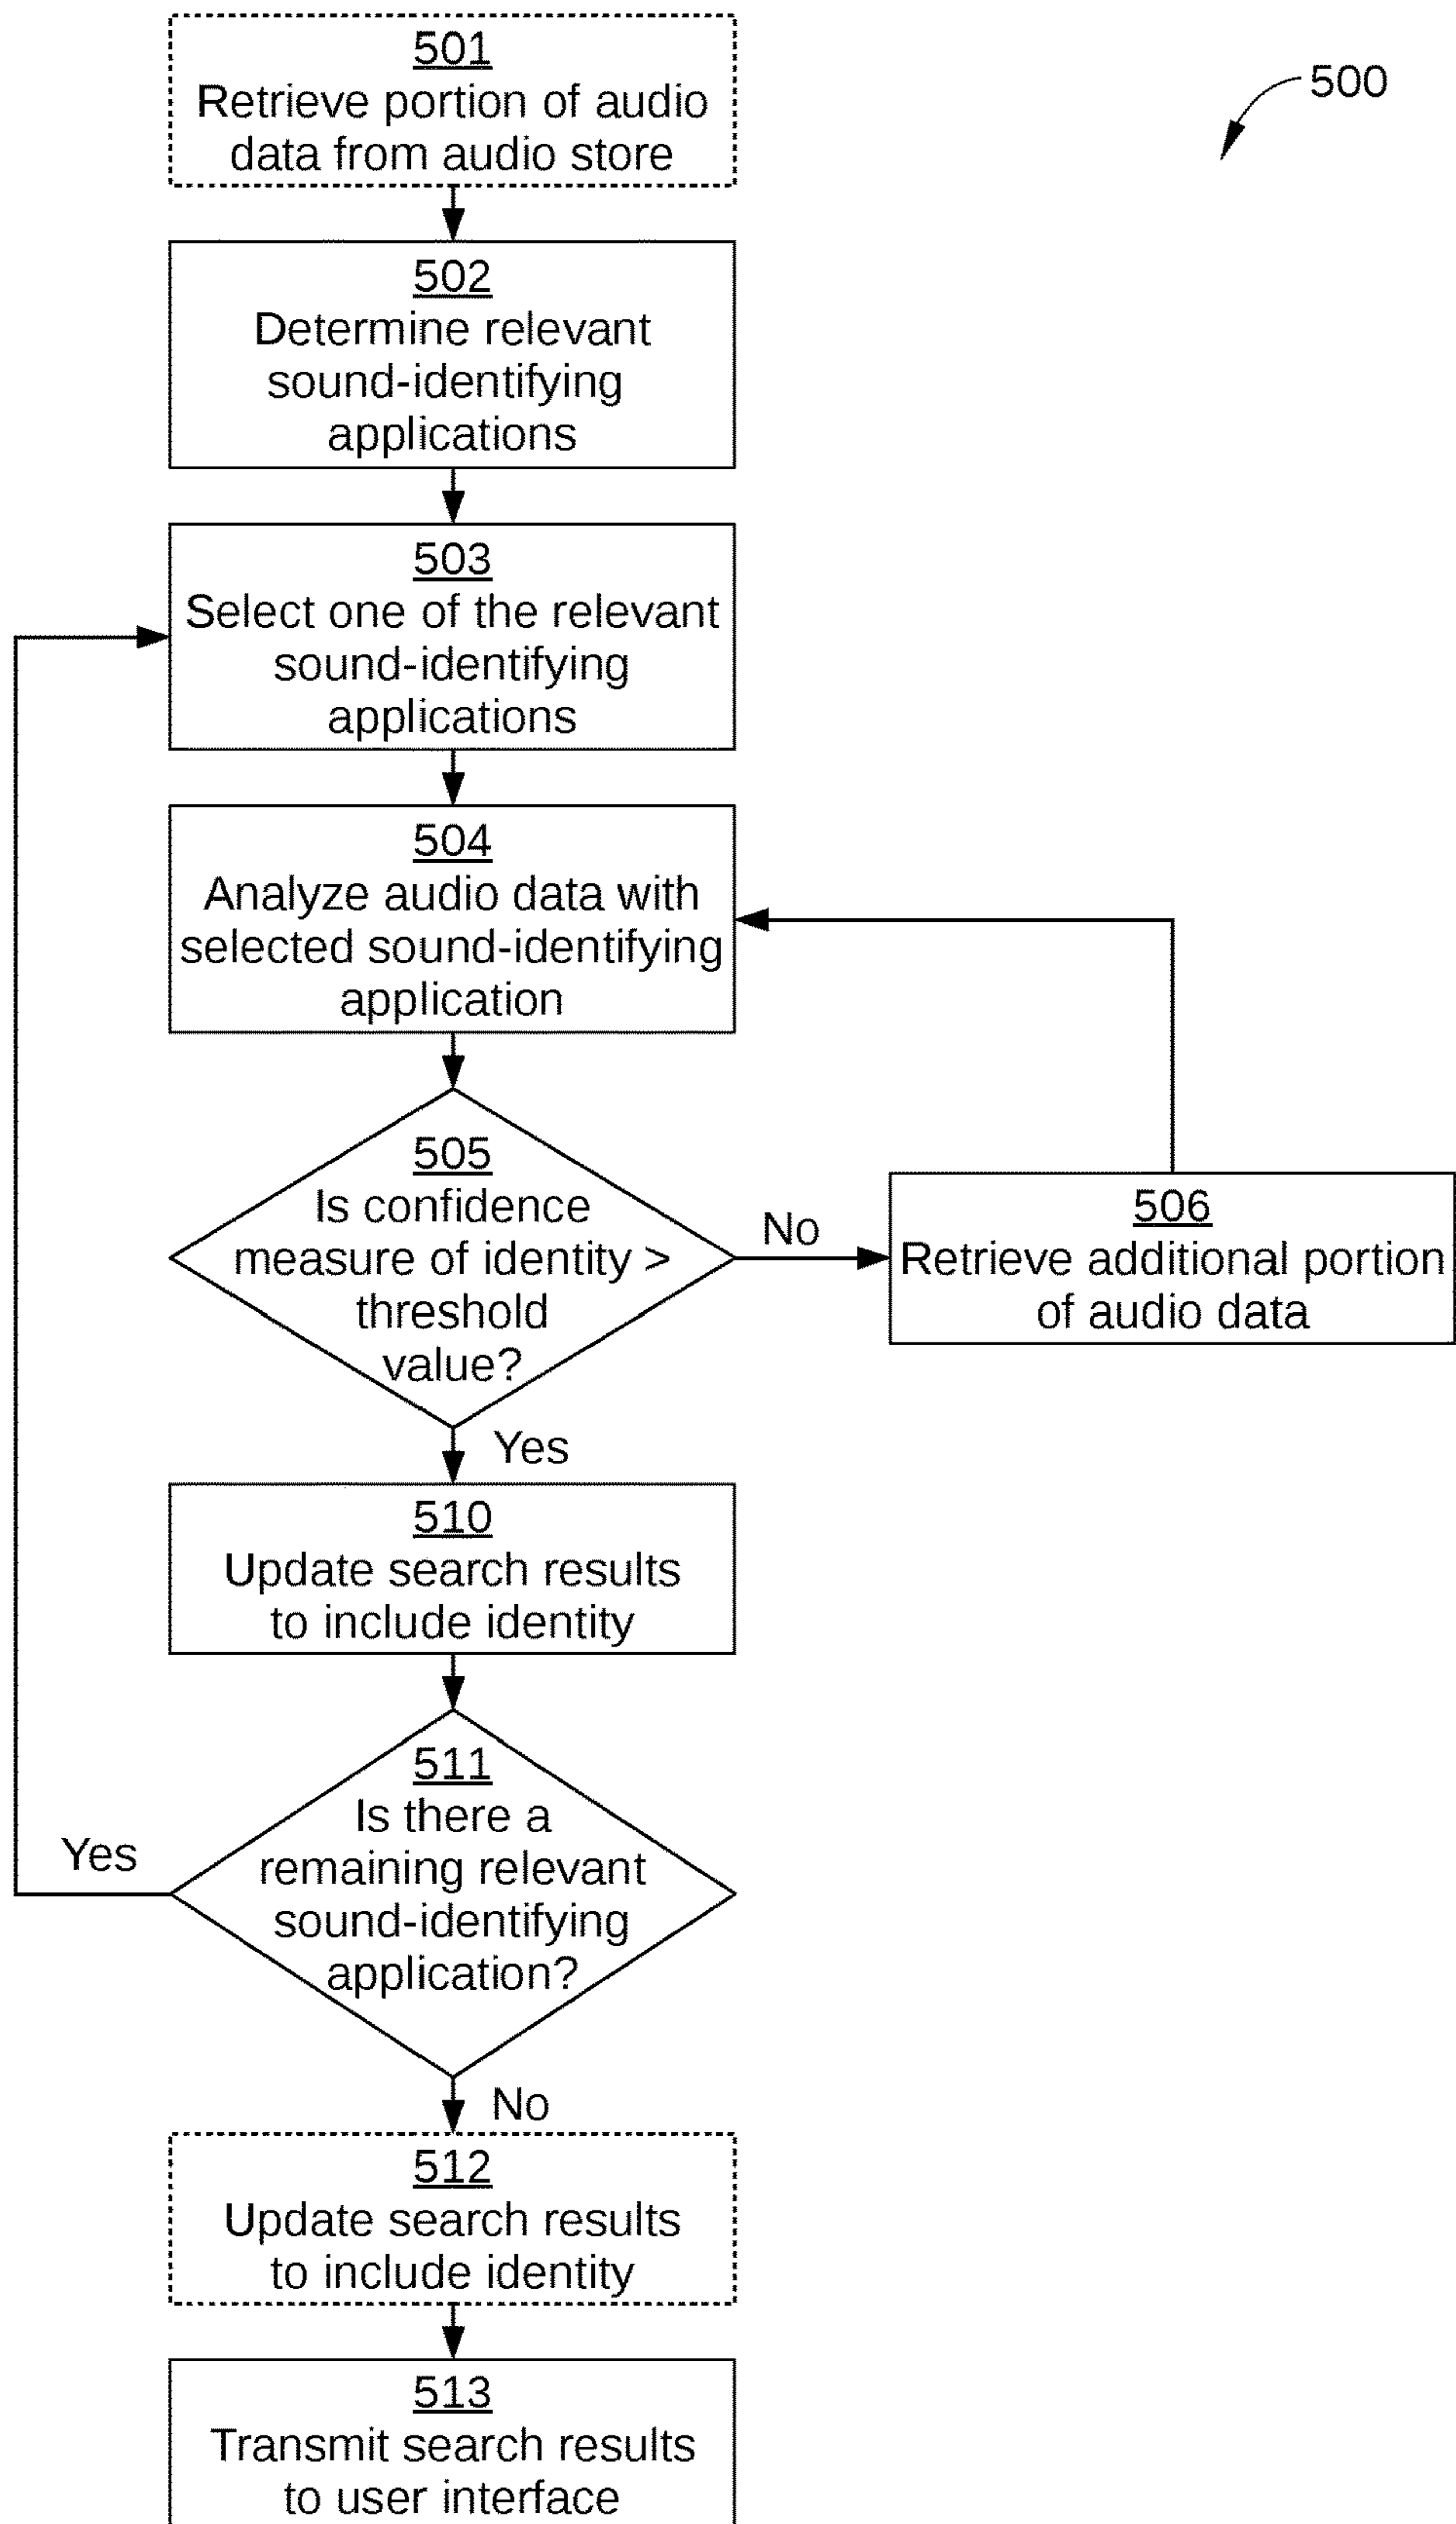 501
Retrieve portion of audio
data from audio store
500
502
Determine relevant
sound-identifying
applications
503
Select one of the relevant
sound-identifying
applications
504
Analyze audio data with
selected sound-identifying
application
505
Is confidence
measure of identity >
threshold
value?
No
506
Retrieve additional portion
of audio data
Yes
510
Update search results
to include identity
511
Is there a
remaining relevant
sound-identifying
application?
Yes
No
512
Update search results
to include identity
513
Transmit search results
to user interface